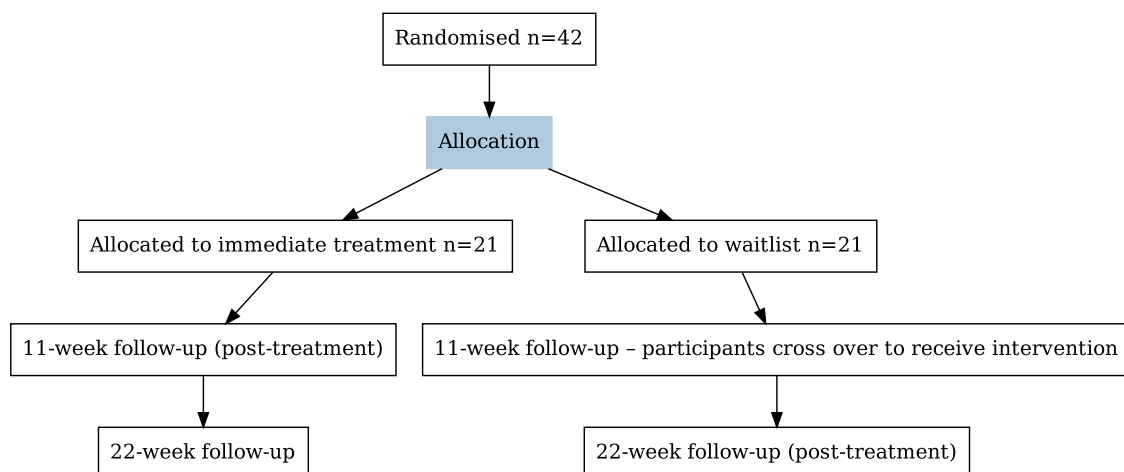 Randomised n=42
Allocation
Allocated to immediate treatment n=21
Allocated to waitlist n=21
11-week follow-up (post-treatment)
11-week follow-up – participants cross over to receive intervention
22-week follow-up
22-week follow-up (post-treatment)